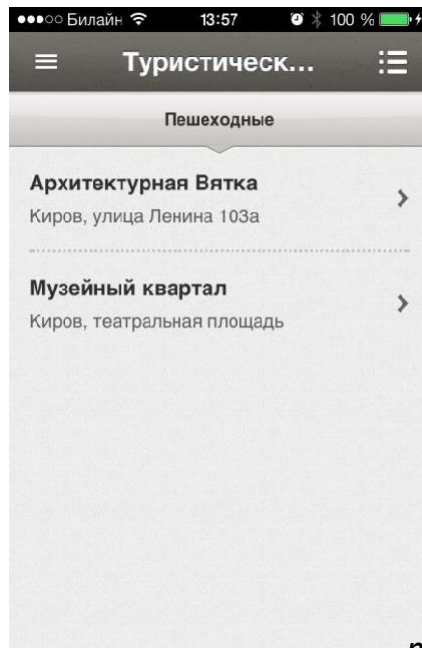 Билайн 13:57 100 %
Туристическ...
Пешеходные
Архитектурная Вятка
Киров, улица Ленина 103а
Музейный квартал
Киров, театральная площадь